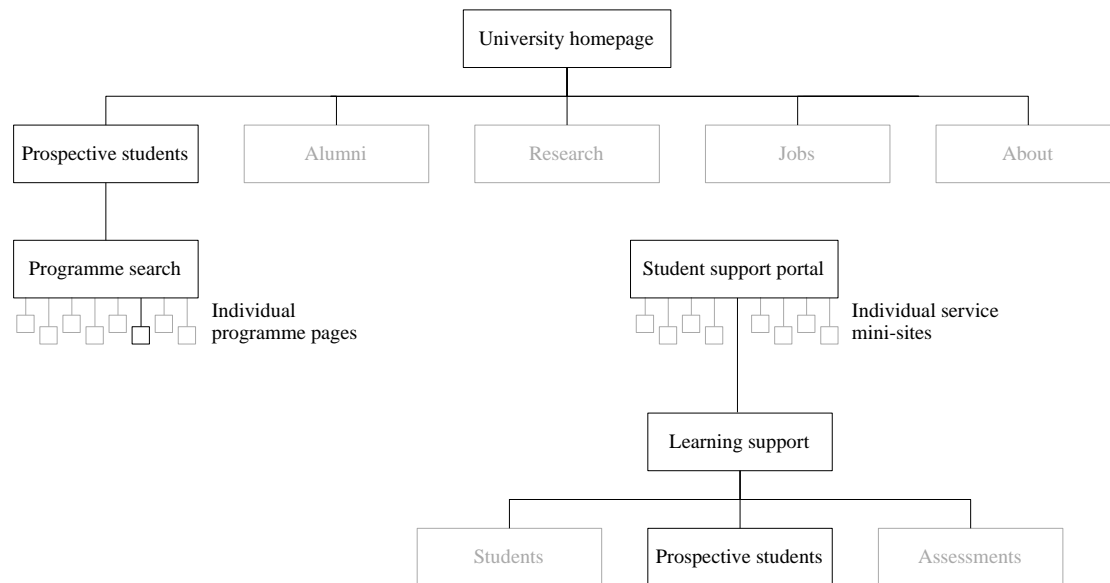 University homepage
Prospective students
Alumni
Research
Jobs
About
Programme search
Student support portal
Individual
programme pages
Individual service
mini-sites
Learning support
Students
Prospective students
Assessments